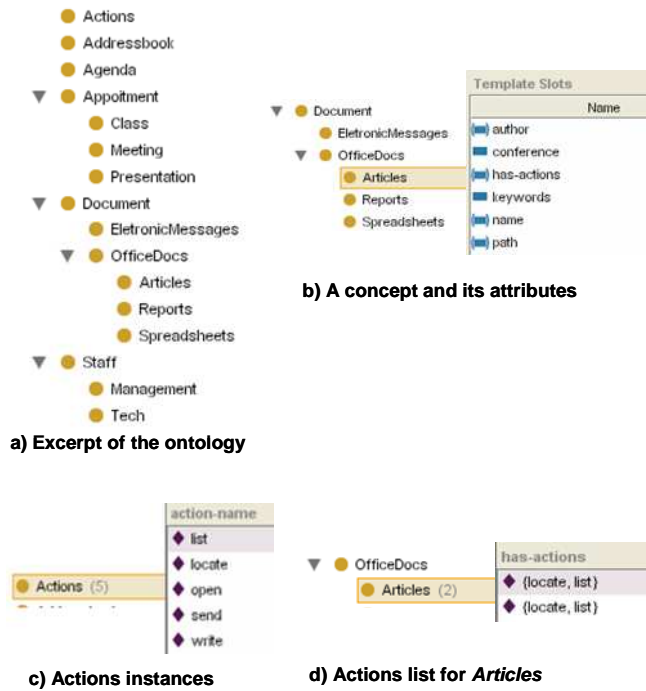 Actions
Addressbook
Agenda
Appoitment
Class
Meeting
Presentation
Document
EletronicMessages
OfficeDocs
Articles
Reports
Spreadsheets
Staff
Management
Tech
a) Excerpt of the ontology
Document
EletronicMessages
OfficeDocs
Articles
Reports
Spreadsheets
Template Slots
Name
author
conference
has-actions
keywords
name
path
b) A concept and its attributes
Actions (5)
action-name
list
locate
open
send
write
c) Actions instances
OfficeDocs
Articles (2)
has-actions
{locate, list}
{locate, list}
d) Actions list for Articles